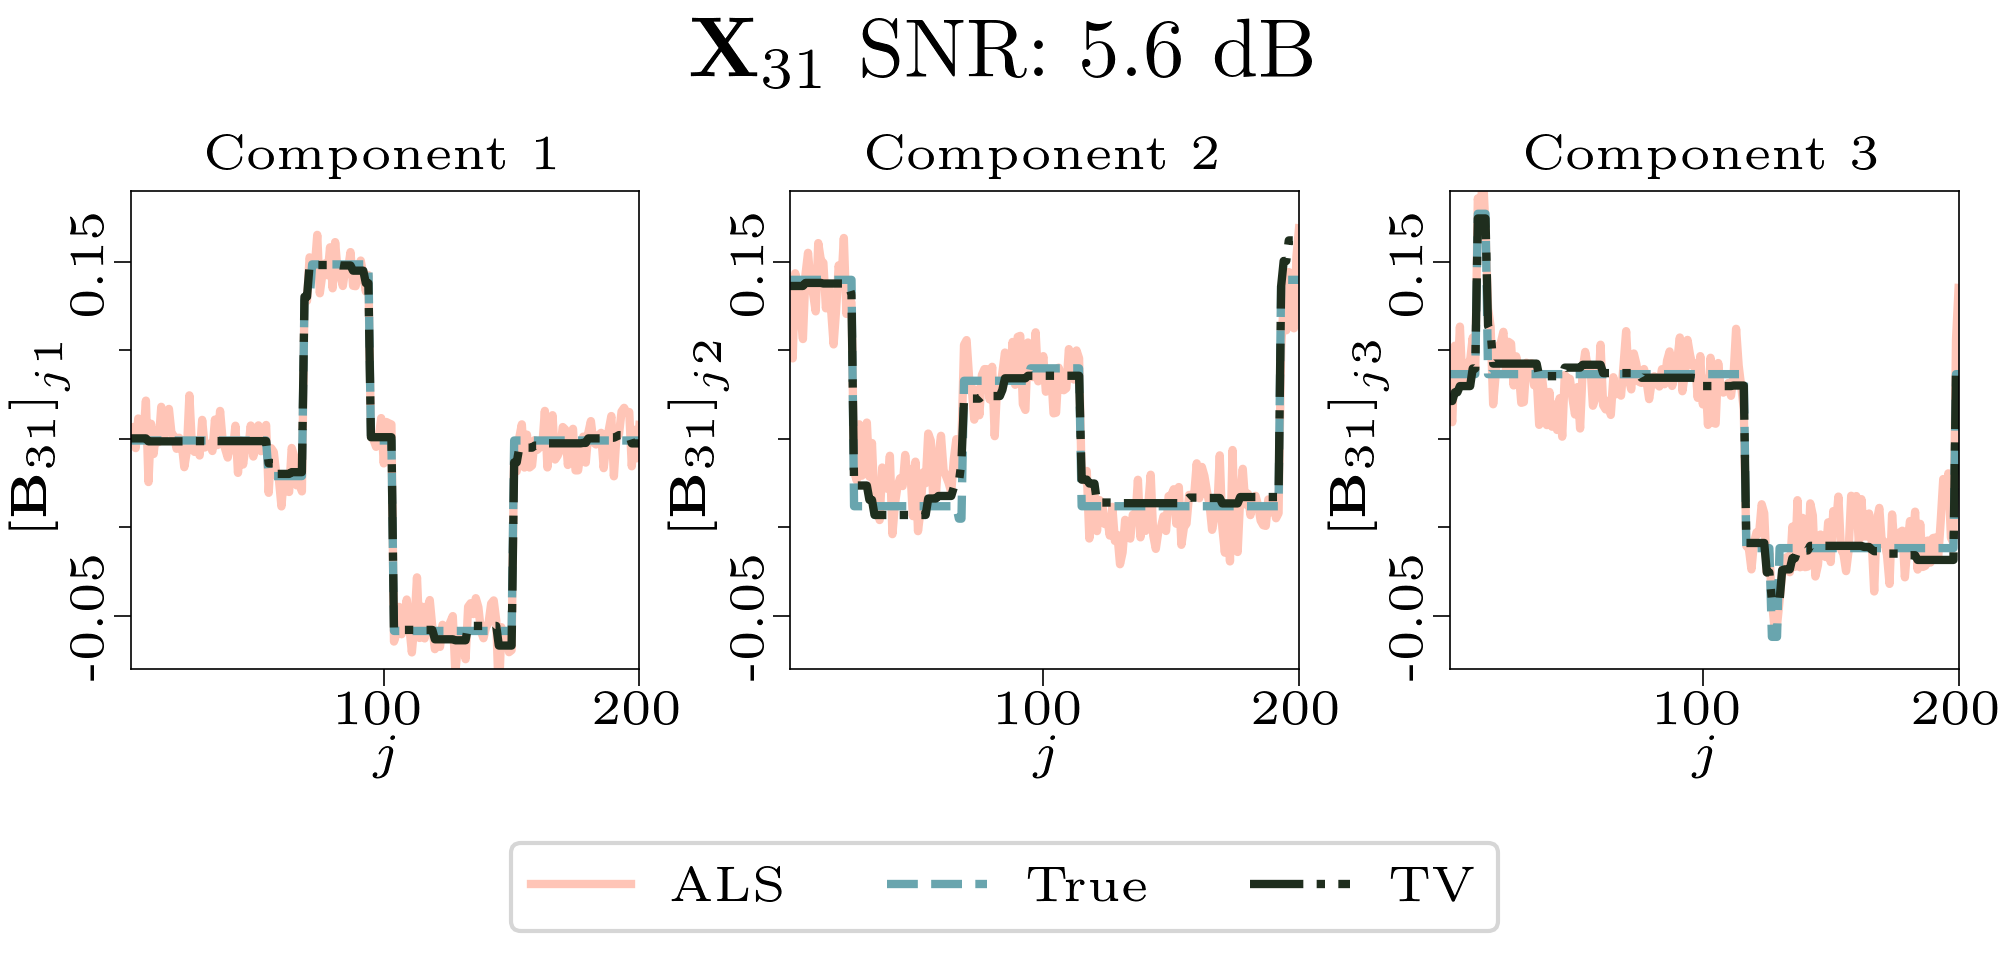 X₃₁ SNR: 5.6 dB
Component 1
Component 2
Component 3
[B₃₁]ⱼ₁
0.15
-0.05
100
200
j
[B₃₁]ⱼ₂
0.15
-0.05
100
200
j
[B₃₁]ⱼ₃
0.15
-0.05
100
200
j
ALS
True
TV